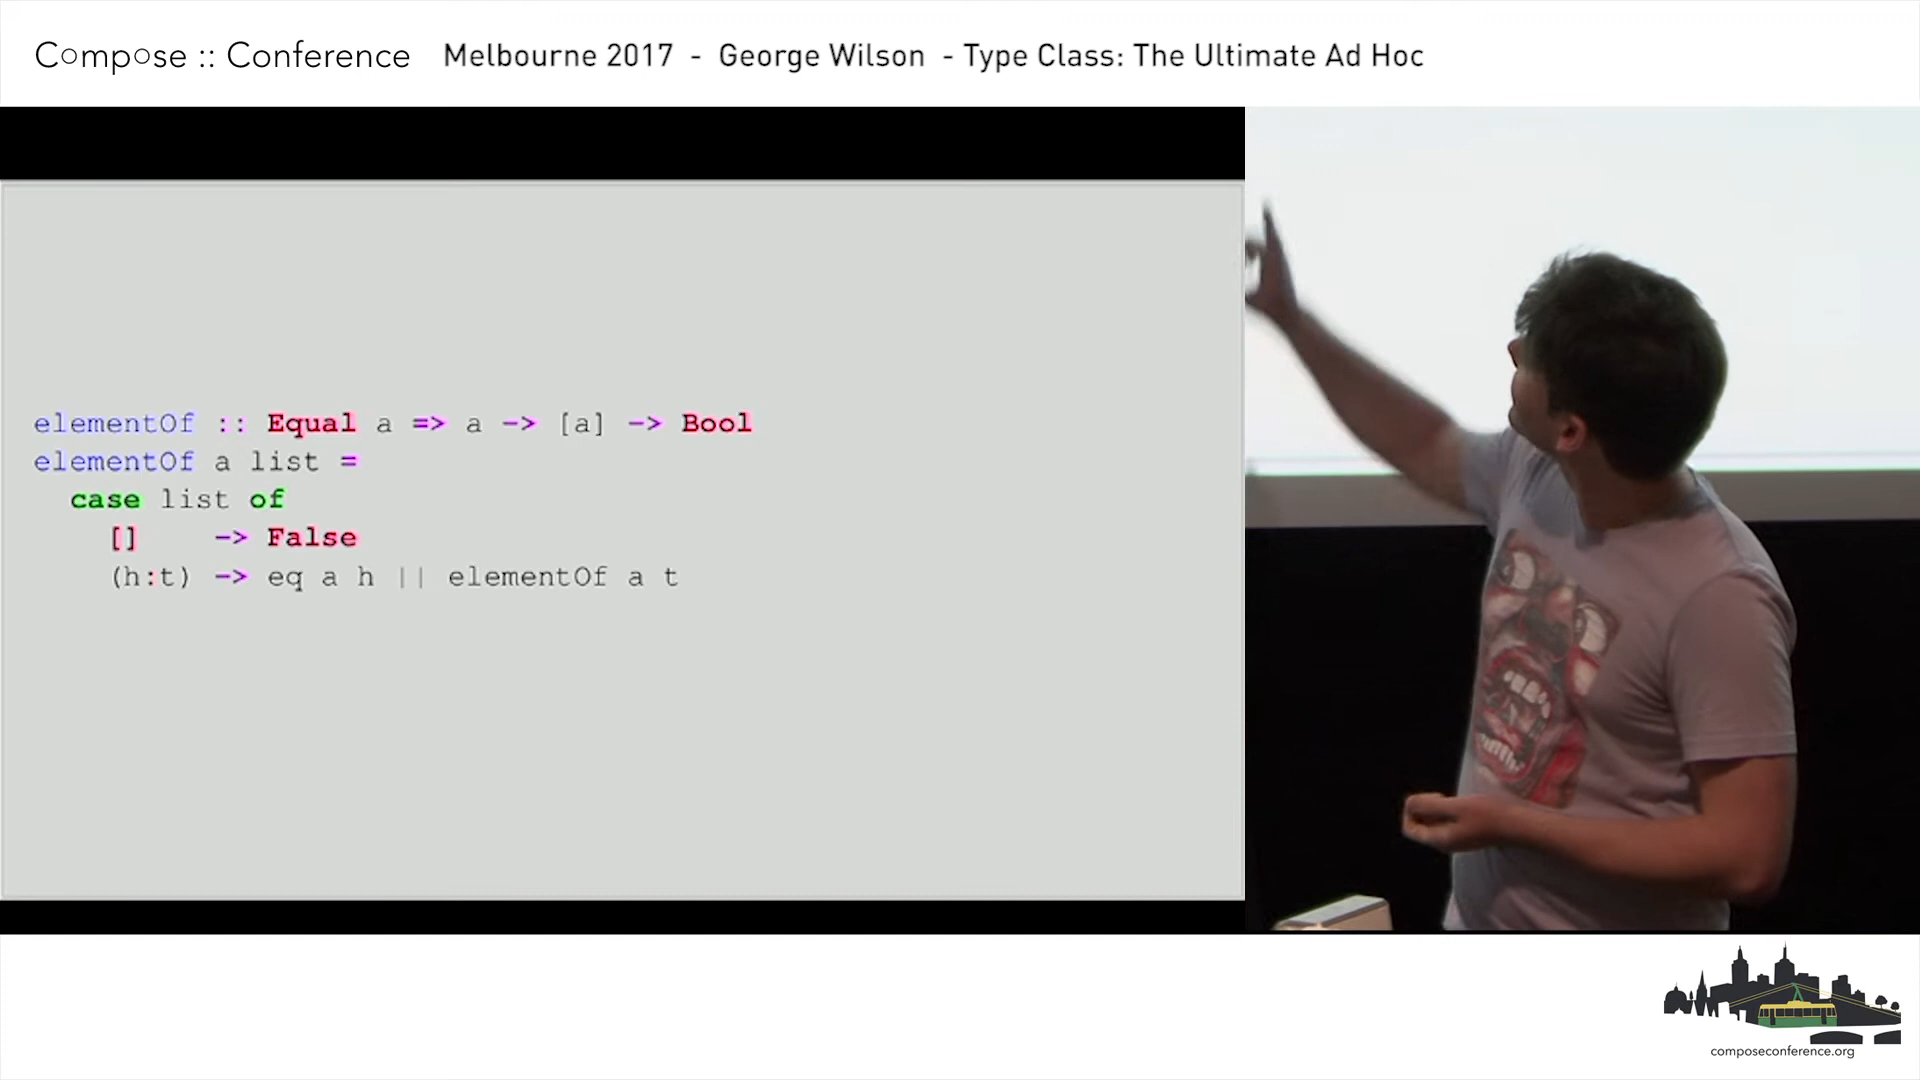 Compose :: Conference Melbourne 2017 - George Wilson - Type Class: The Ultimate Ad Hoc
elementOf :: Equal a => a -> [a] -> Bool
elementOf a list =
  case list of
    []    -> False
    (h:t) -> eq a h || elementOf a t
composeconference.org